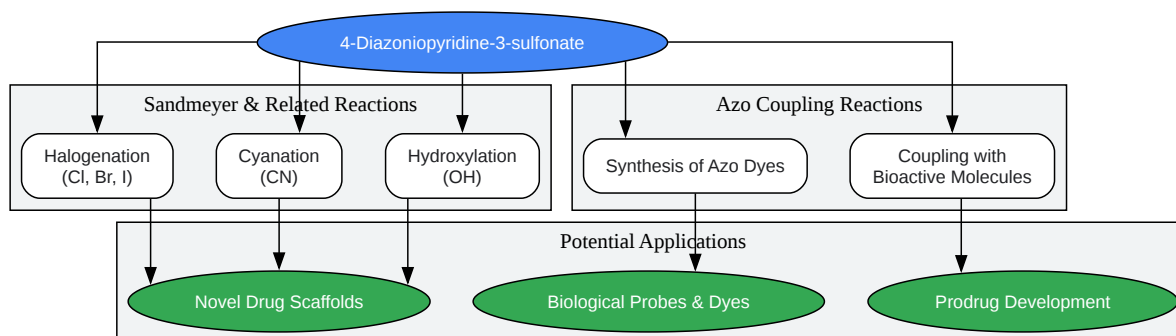 4-Diazoniopyridine-3-sulfonate
Sandmeyer & Related Reactions
Halogenation
(Cl, Br, I)
Cyanation
(CN)
Hydroxylation
(OH)
Azo Coupling Reactions
Synthesis of Azo Dyes
Coupling with
Bioactive Molecules
Potential Applications
Novel Drug Scaffolds
Biological Probes & Dyes
Prodrug Development